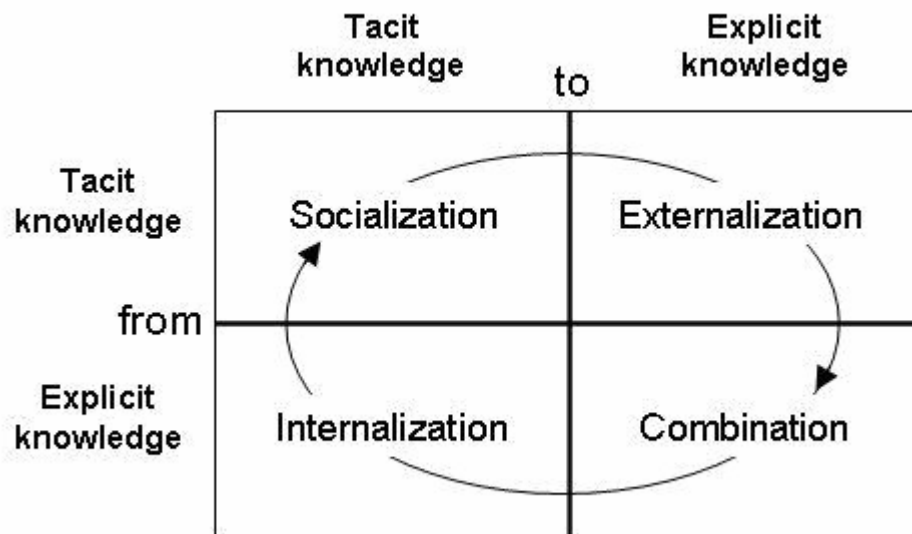 Tacit
knowledge
Explicit
knowledge
to
Tacit
knowledge
Socialization
Externalization
from
Explicit
knowledge
Internalization
Combination